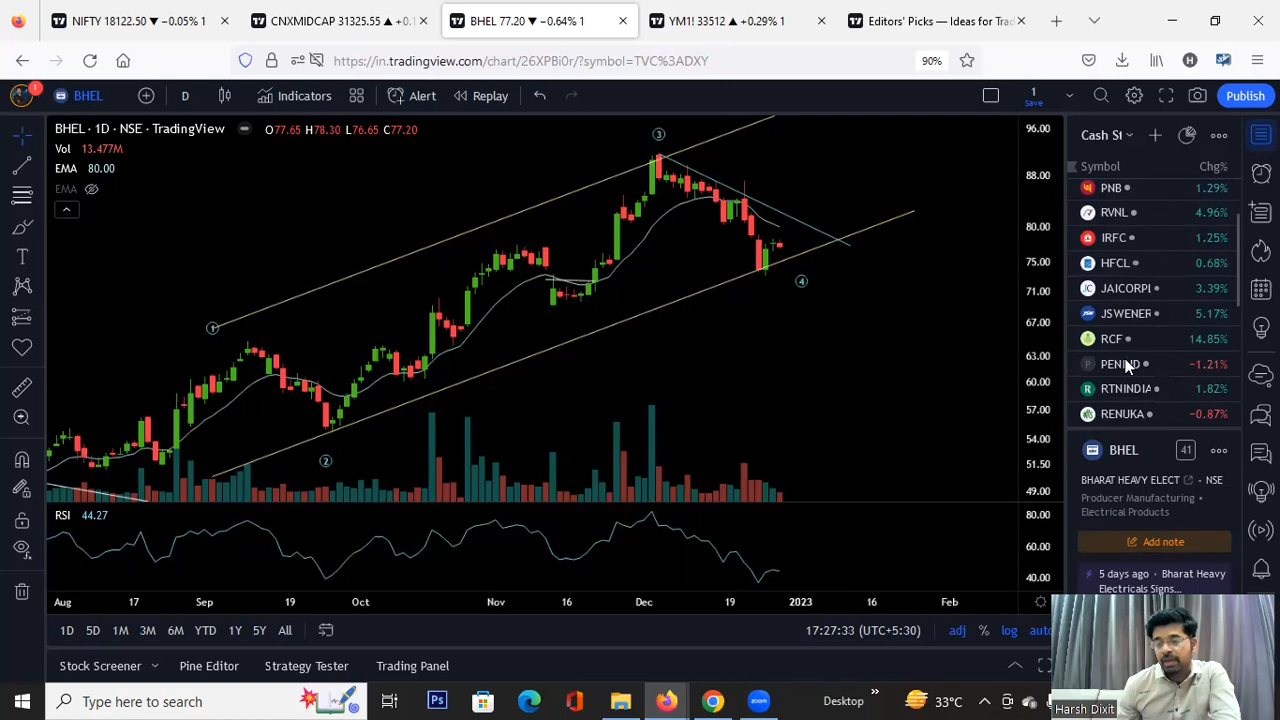 NIFTY 18122.50 ▼ −0.05% 1
CNXMIDCAP 31325.55 ▲ +0.1
BHEL 77.20 ▼ −0.64% 1
YM1! 33512 ▲ +0.29% 1
Editors' Picks — Ideas for Trad
https://in.tradingview.com/chart/o6XPBi0r/?symbol=TVC%3ADXY
90%
1
BHEL
D
Indicators
Alert
Replay
1
Save
Publish
BHEL · 1D · NSE · TradingView
O77.65 H78.30 L76.65 C77.20
Vol 13.477M
EMA 80.00
EMA
1
2
3
4
96.00
88.00
80.00
75.00
71.00
67.00
63.00
60.00
57.00
54.00
51.50
49.00
RSI 44.27
80.00
60.00
40.00
Aug 17 Sep 19 Oct Nov 16 Dec 19 2023 16 Feb
1D 5D 1M 3M 6M YTD 1Y 5Y All
17:27:33 (UTC+5:30)
adj % log auto
Stock Screener
Pine Editor
Strategy Tester
Trading Panel
Symbol Chg%
PNB 1.29%
RVNL 4.96%
IRFC 1.25%
HFCL 0.68%
JAICORPL 3.39%
JSWENER 5.17%
RCF 14.85%
PENIND −1.21%
RTNINDIA 1.82%
RENUKA −0.87%
BHEL
41
BHARAT HEAVY ELECT · NSE
Producer Manufacturing •
Electrical Products
Add note
5 days ago · Bharat Heavy
Electricals Signs...
Harsh Dixit
Type here to search
Ps
Desktop
33°C